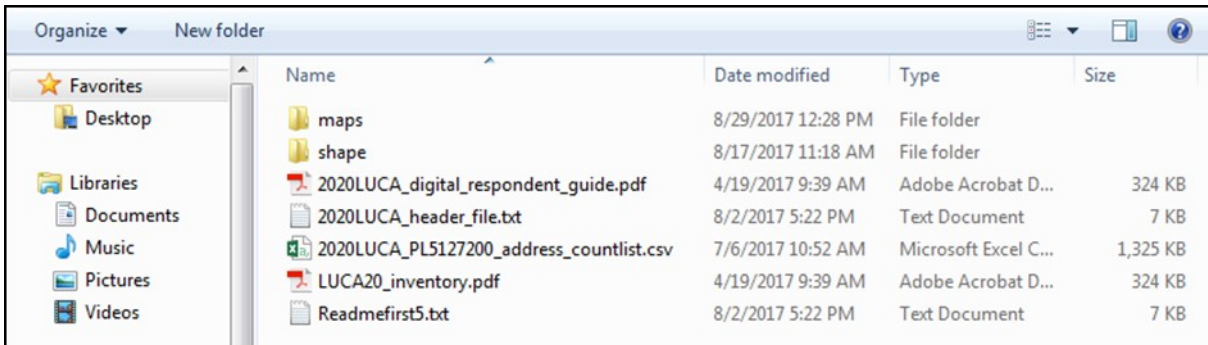 Organize New folder
Favorites
Desktop
Libraries
Documents
Music
Pictures
Videos
Name Date modified Type Size
maps 8/29/2017 12:28 PM File folder
shape 8/17/2017 11:18 AM File folder
2020LUCA_digital_respondent_guide.pdf 4/19/2017 9:39 AM Adobe Acrobat D... 324 KB
2020LUCA_header_file.txt 8/2/2017 5:22 PM Text Document 7 KB
2020LUCA_PL5127200_address_countlist.csv 7/6/2017 10:52 AM Microsoft Excel C... 1,325 KB
LUCA20_inventory.pdf 4/19/2017 9:39 AM Adobe Acrobat D... 324 KB
Readmefirst5.txt 8/2/2017 5:22 PM Text Document 7 KB